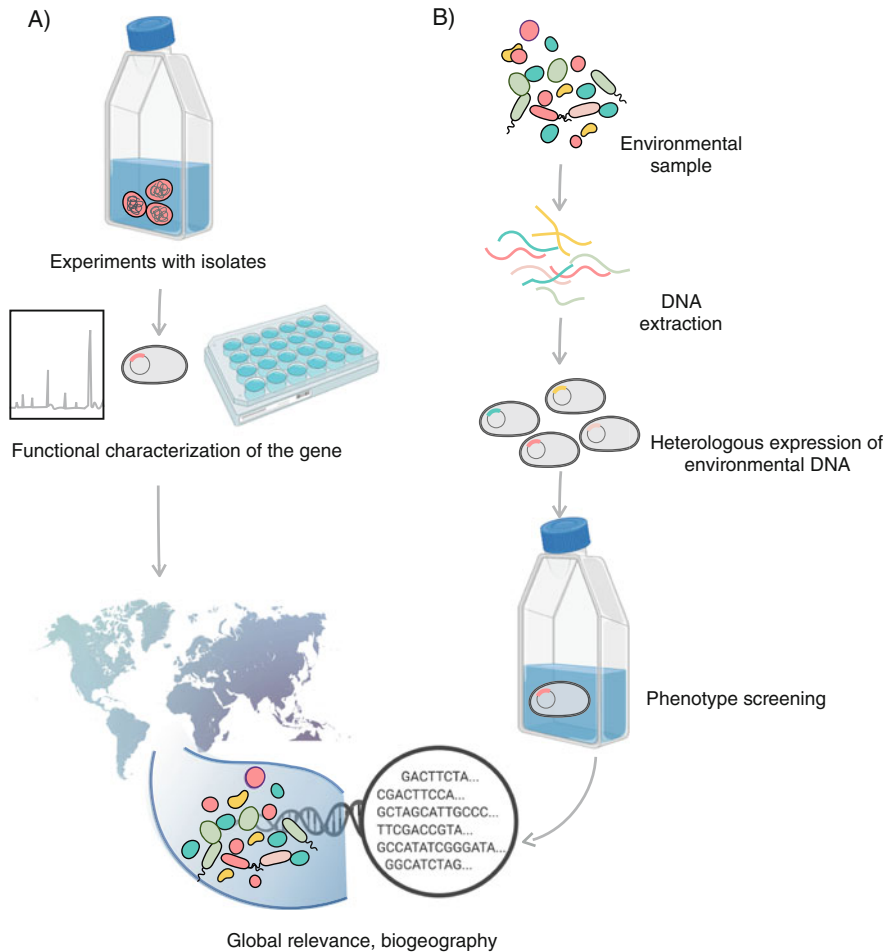 A)
Experiments with isolates
Functional characterization of the gene
B)
Environmental
sample
DNA
extraction
Heterologous expression of
environmental DNA
Phenotype screening
GACTTCTA...
CGACTTCCA...
GCTAGCATTGCCC...
TTCGACCGTA...
GCCATATCGGGATA...
GGCATCTAG...
Global relevance, biogeography